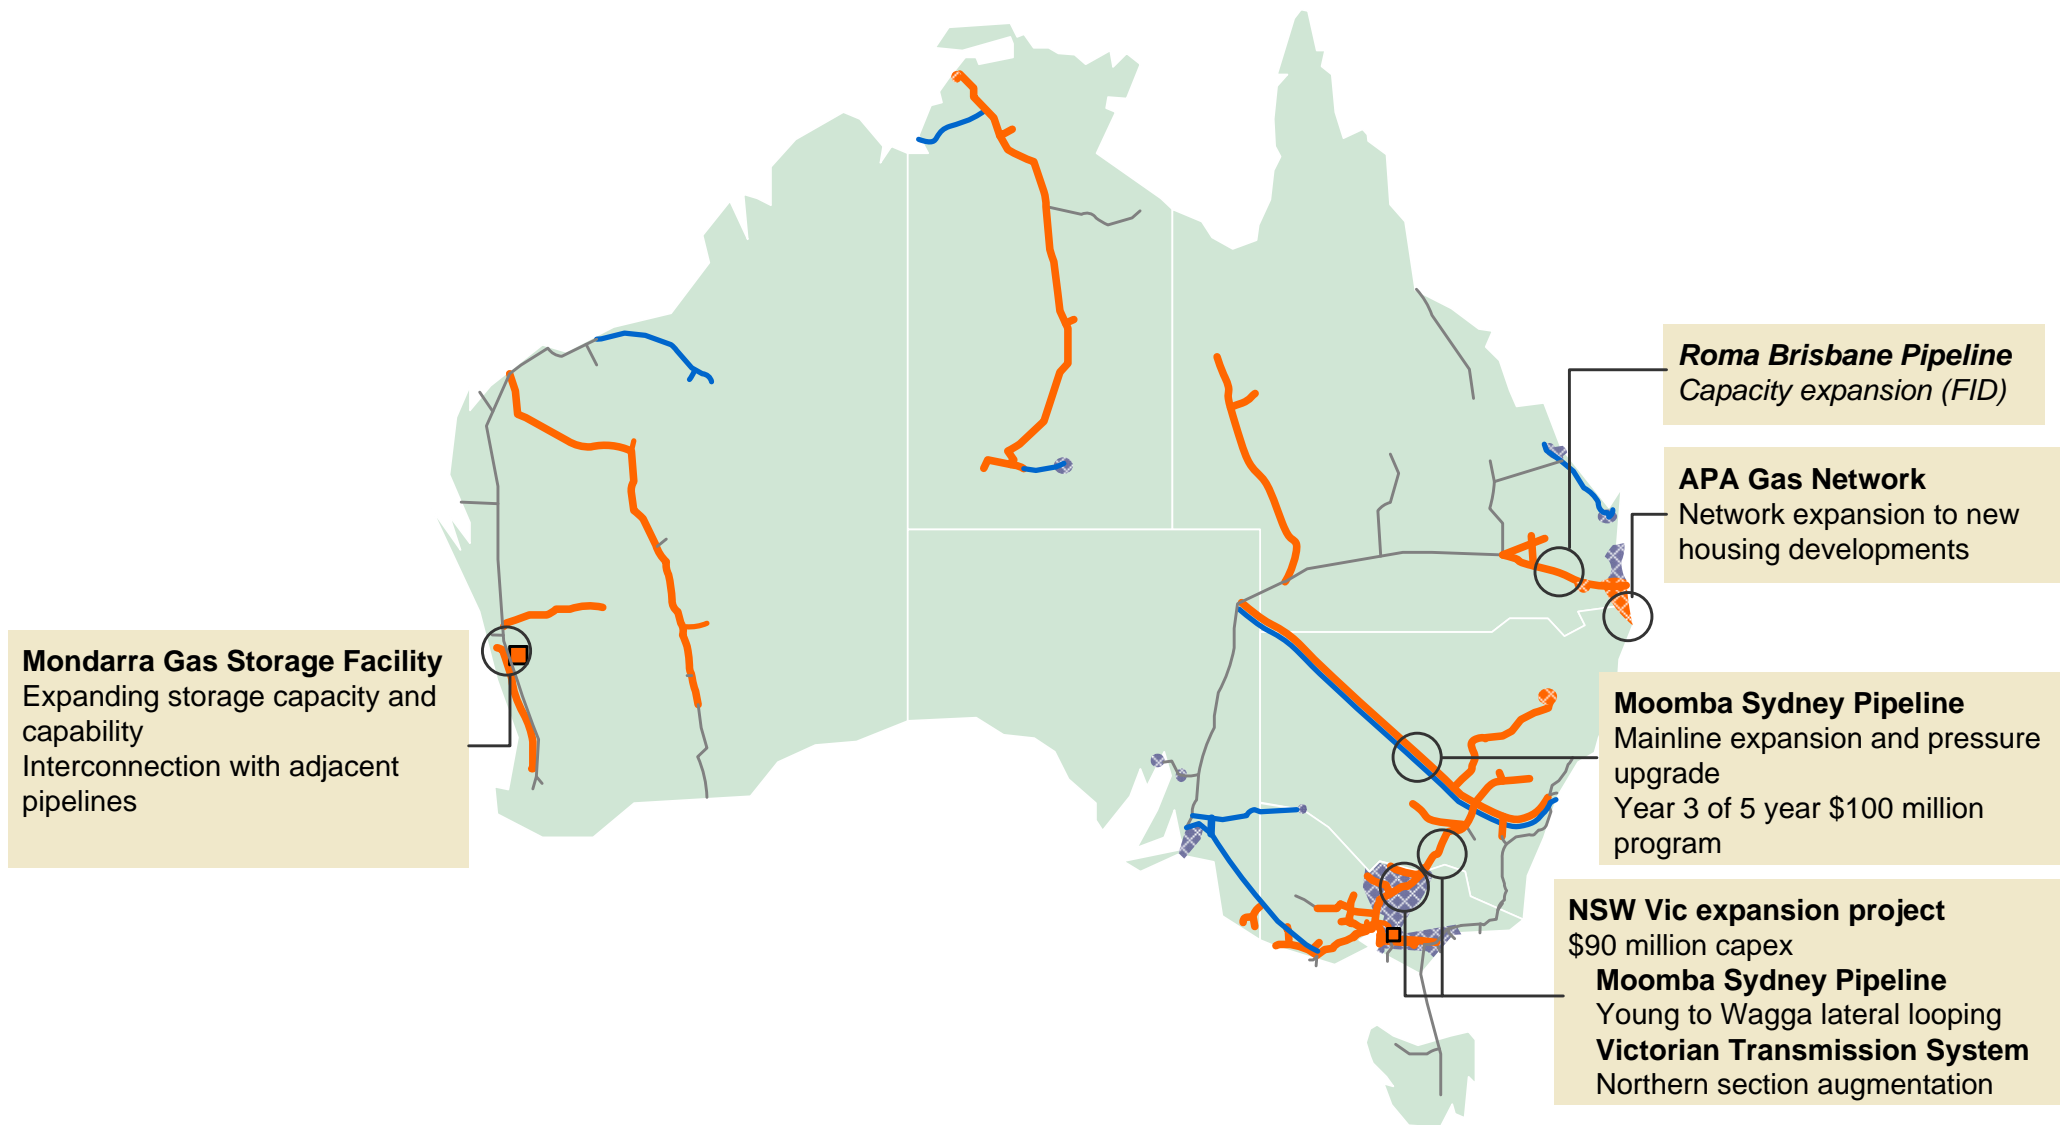 Roma Brisbane Pipeline
Capacity expansion (FID)
APA Gas Network
Network expansion to new
housing developments
Mondarra Gas Storage Facility
Expanding storage capacity and
capability
Interconnection with adjacent
pipelines
Moomba Sydney Pipeline
Mainline expansion and pressure
upgrade
Year 3 of 5 year $100 million
program
NSW Vic expansion project
$90 million capex
Moomba Sydney Pipeline
Young to Wagga lateral looping
Victorian Transmission System
Northern section augmentation